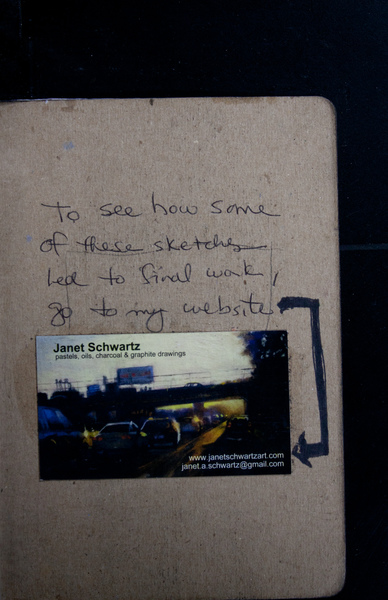 To see how some
of these sketches
led to final work,
go to my website
Janet Schwartz
pastels, oils, charcoal & graphite drawings
www.janetschwartzart.com
janet.a.schwartz@gmail.com